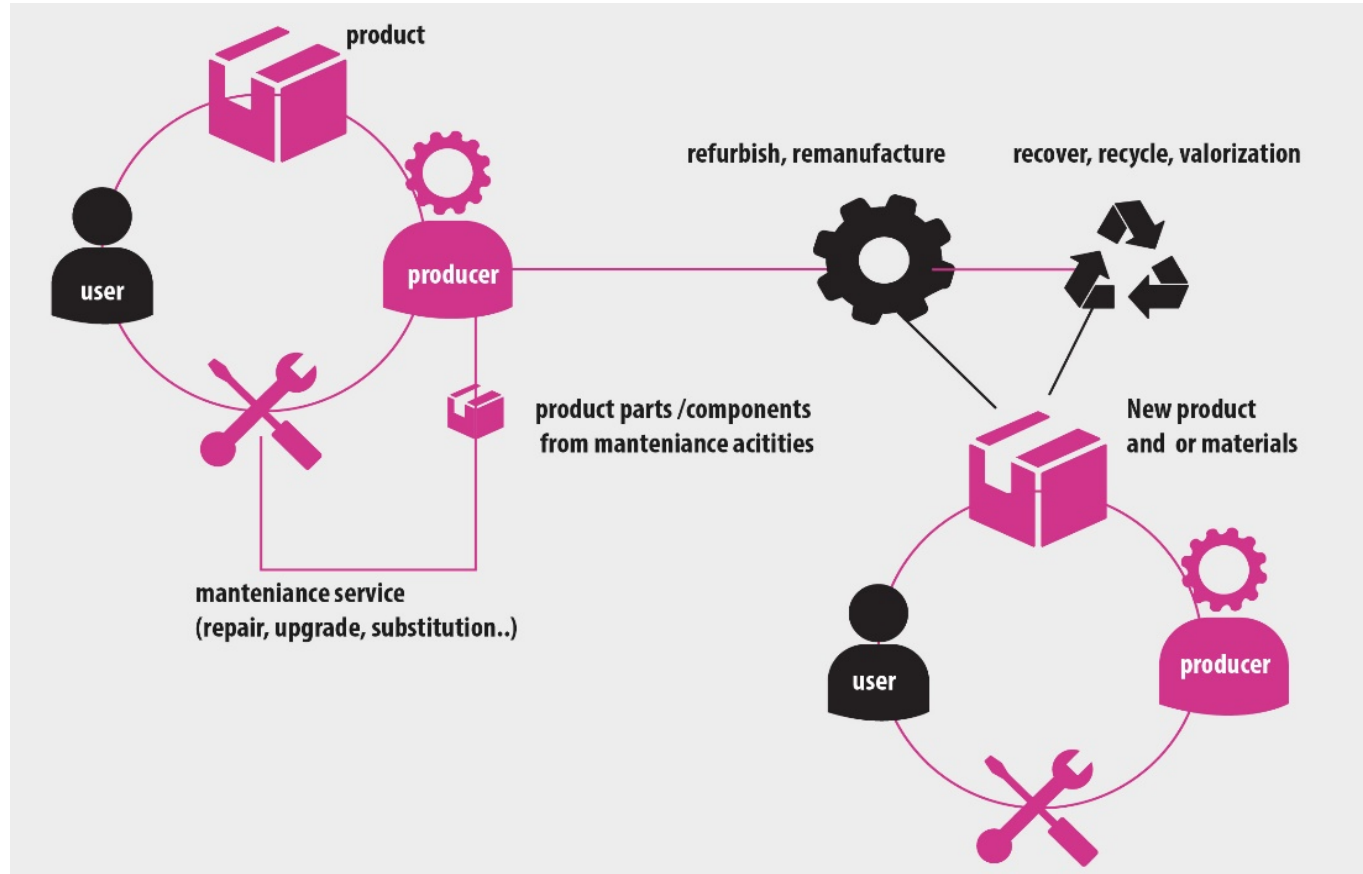 product
refurbish, remanufacture
recover, recycle, valorization
user
producer
product parts /components
from manteniance acitities
New product
and or materials
manteniance service
(repair, upgrade, substitution..)
user
producer